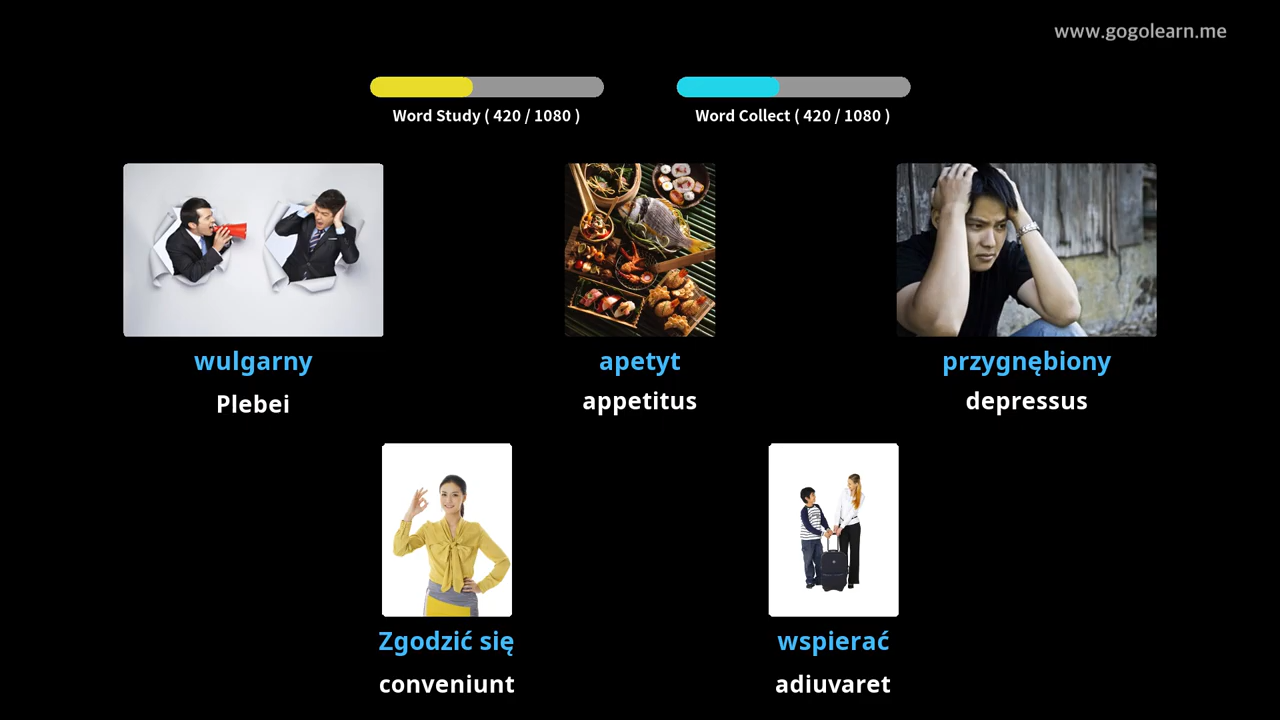 www.gogolearn.me
Word Study ( 420 / 1080 )
Word Collect ( 420 / 1080 )
wulgarny
Plebei
apetyt
appetitus
przygnębiony
depressus
Zgodzić się
conveniunt
wspierać
adiuvaret